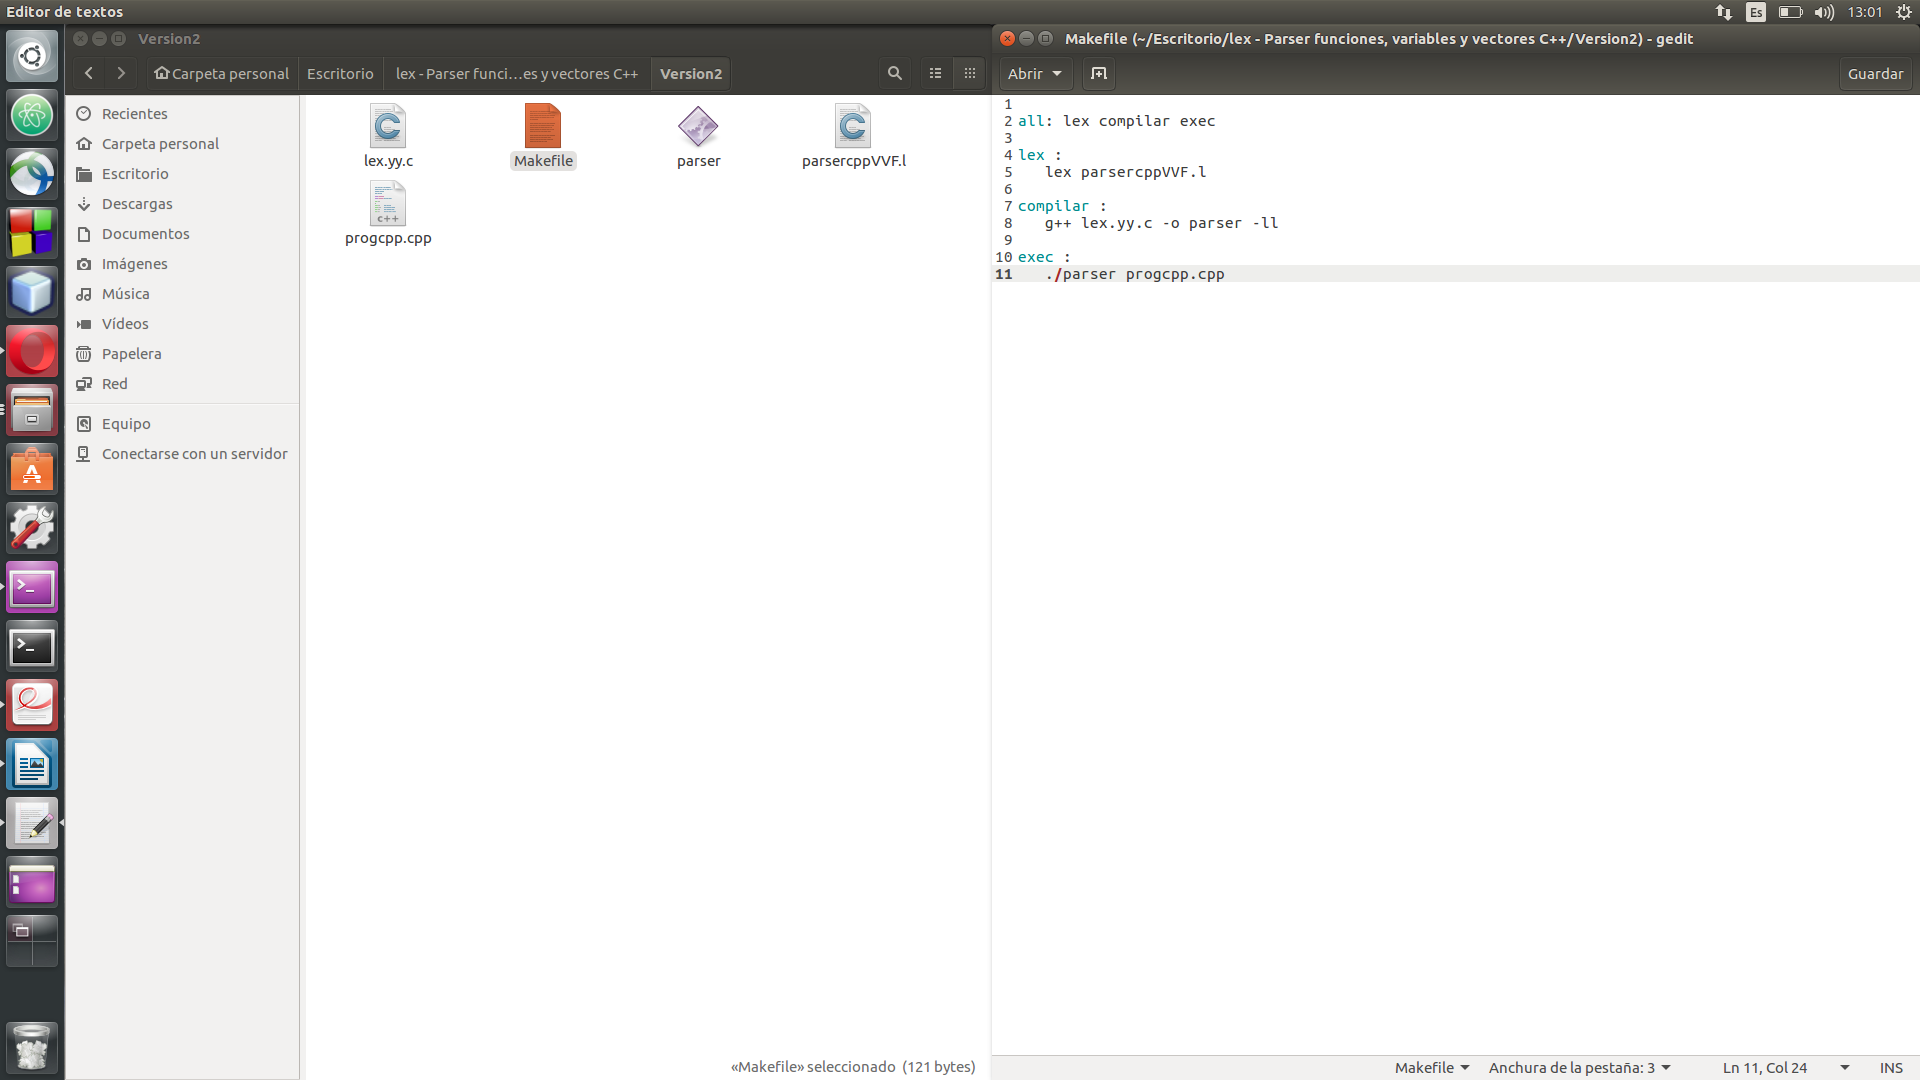 Editor de textos
Es
13:01
Version2
Carpeta personal
Escritorio
lex - Parser funci…es y vectores C++
Version2
Recientes
Carpeta personal
Escritorio
Descargas
Documentos
Imágenes
Música
Vídeos
Papelera
Red
Equipo
Conectarse con un servidor
lex.yy.c
Makefile
parser
parsercppVVF.l
c++
progcpp.cpp
«Makefile» seleccionado (121 bytes)
Makefile (~/Escritorio/lex - Parser funciones, variables y vectores C++/Version2) - gedit
Abrir
Guardar
1
2 all: lex compilar exec
3
4 lex :
5 lex parsercppVVF.l
6
7 compilar :
8 g++ lex.yy.c -o parser -ll
9
10 exec :
11 ./parser progcpp.cpp
Makefile
Anchura de la pestaña: 3
Ln 11, Col 24
INS